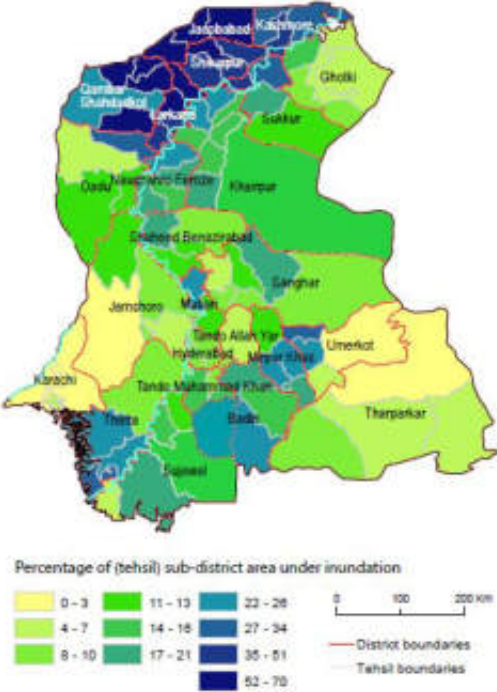 Jacobabad
Kashmore
Shikarpur
Ghotki
Qambar
Shahdadkot
Larkana
Sukkur
Dadu
Naushahro Feroze
Khairpur
Shaheed Benazirabad
Sanghar
Jamshoro
Matiari
Tando Allah Yar
Umerkot
Hyderabad
Mirpur Khas
Karachi
Tando Muhammad Khan
Tharparkar
Thatta
Badin
Sujawal
Percentage of (tehsil) sub-district area under inundation
0 - 3
11 - 13
22 - 26
0
100
200 KM
4 - 7
14 - 16
27 - 34
8 - 10
17 - 21
35 - 51
District boundaries
52 - 70
Tehsil boundaries